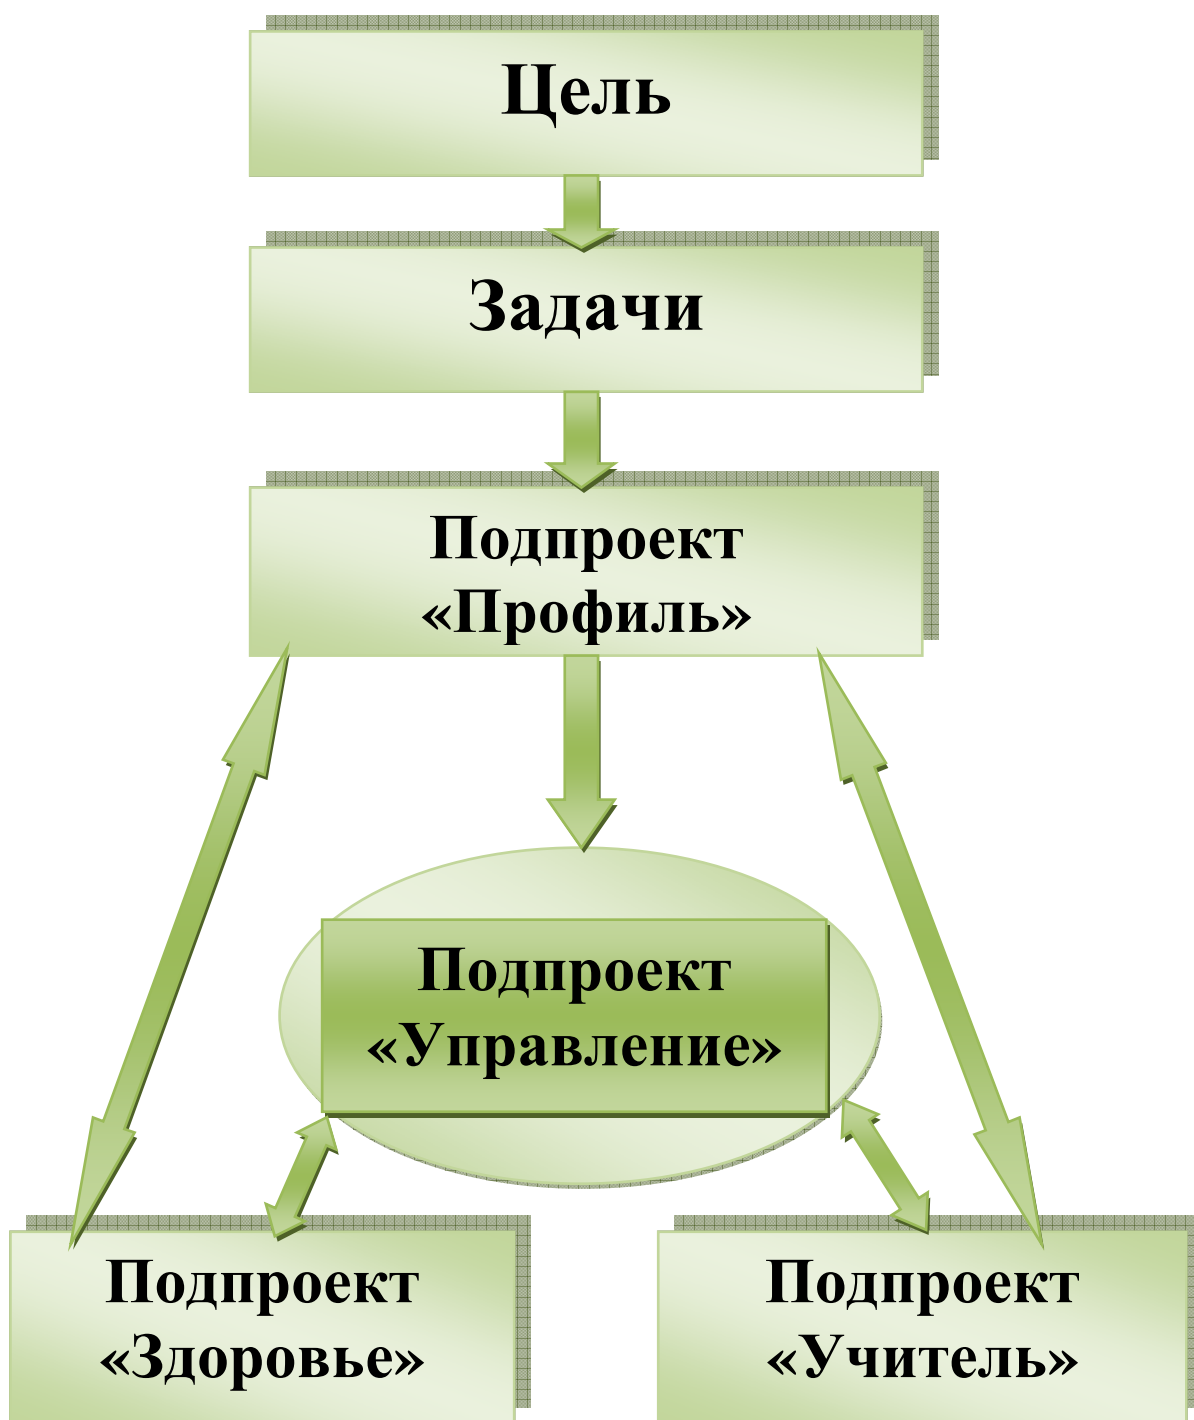 Цель
Задачи
Подпроект
«Профиль»
Подпроект
«Управление»
Подпроект
«Здоровье»
Подпроект
«Учитель»